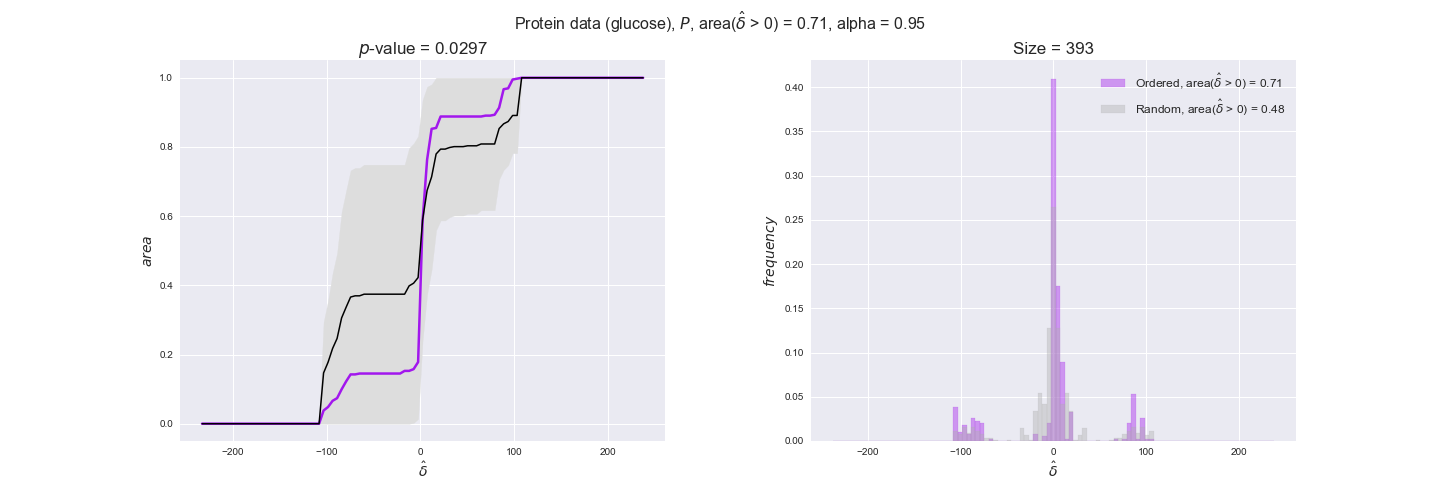 Protein data (glucose), P, area(δ̂ > 0) = 0.71, alpha = 0.95
p-value = 0.0297
1.0
0.8
0.6
0.4
0.2
0.0
area
−200
−100
0
100
200
δ̂
Size = 393
Ordered, area(δ̂ > 0) = 0.71
Random, area(δ̂ > 0) = 0.48
0.40
0.35
0.30
0.25
0.20
0.15
0.10
0.05
0.00
frequency
−200
−100
0
100
200
δ̂